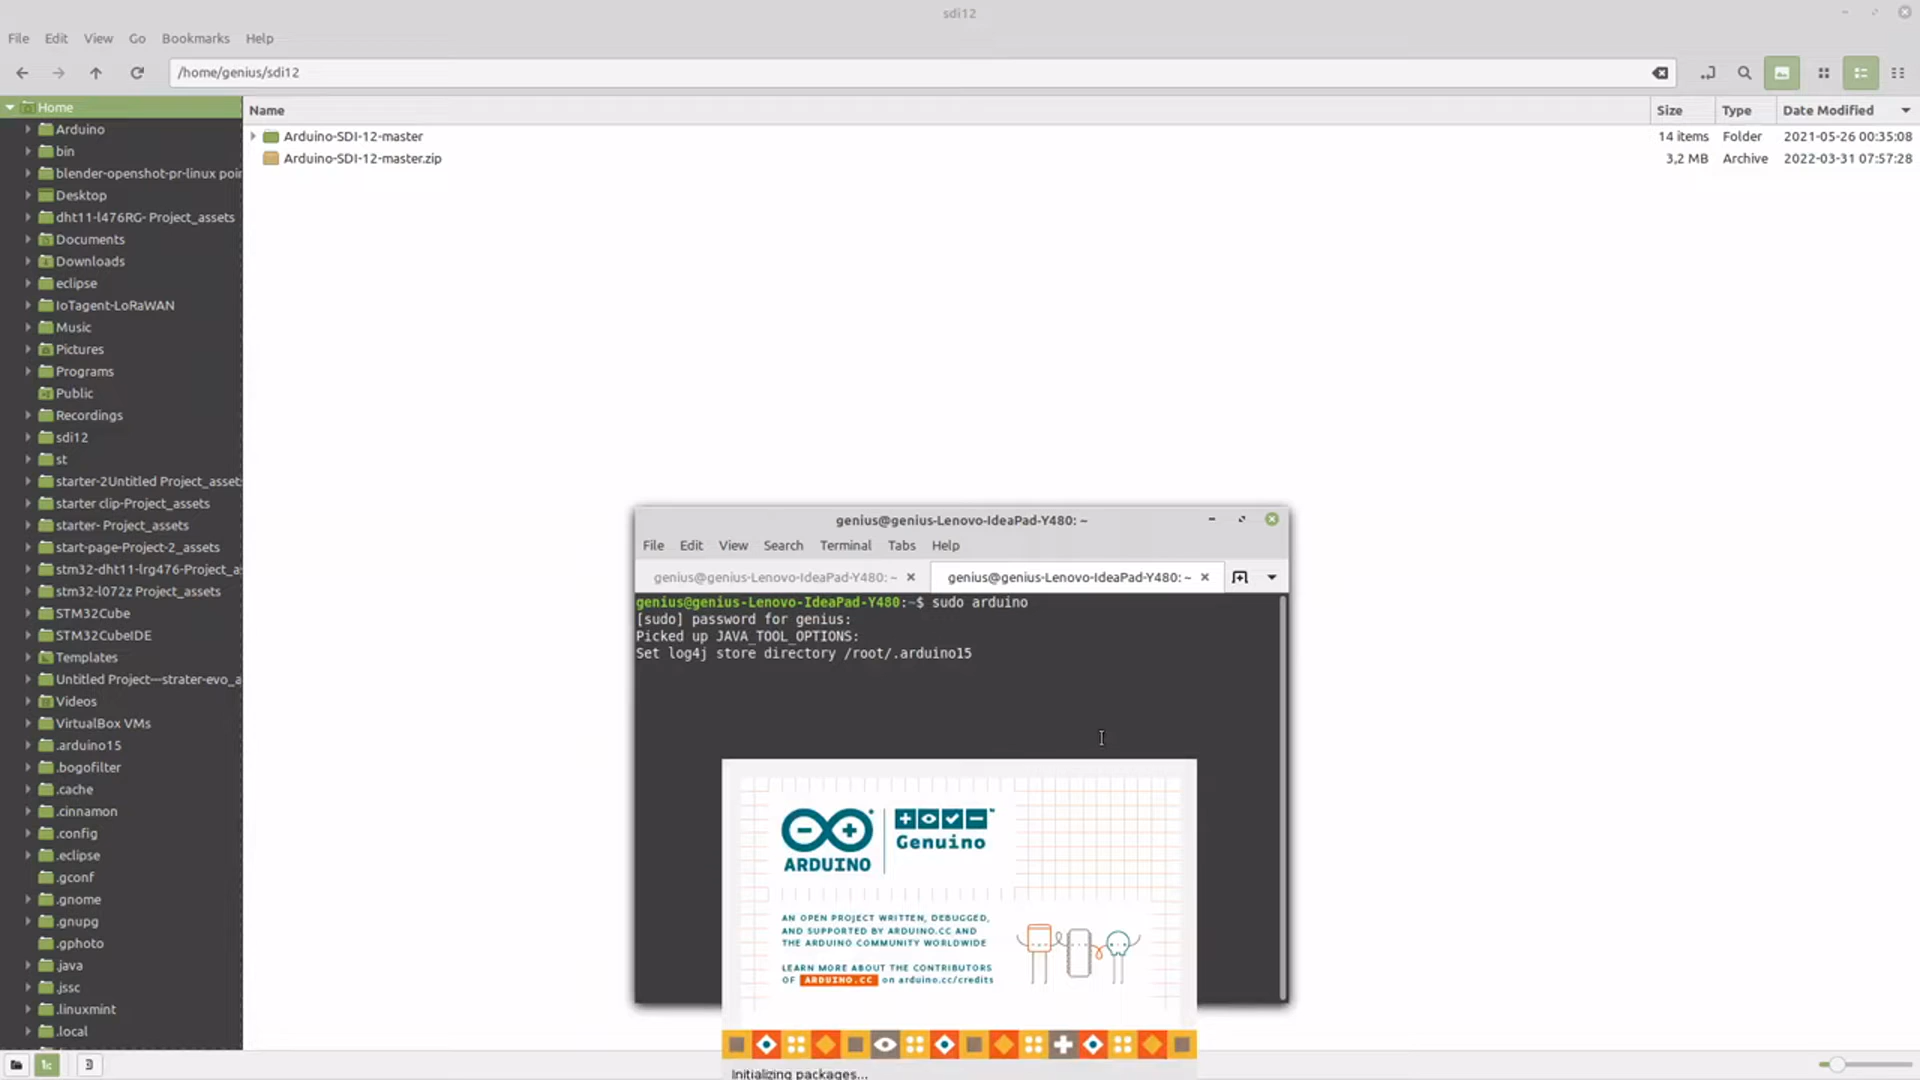 sdi12
File Edit View Go Bookmarks Help
/home/genius/sdi12
Name Size Type Date Modified
Arduino-SDI-12-master 14 items Folder 2021-05-26 00:35:08
Arduino-SDI-12-master.zip 3,2 MB Archive 2022-03-31 07:57:28
Home
Arduino
bin
blender-openshot-pr-linux poi
Desktop
dht11-l476RG- Project_assets
Documents
Downloads
eclipse
IoTagent-LoRaWAN
Music
Pictures
Programs
Public
Recordings
sdi12
st
starter-2Untitled Project_asset
starter clip-Project_assets
starter- Project_assets
start-page-Project-2_assets
stm32-dht11-lrg476-Project_a
stm32-l072z Project_assets
STM32Cube
STM32CubeIDE
Templates
Untitled Project---strater-evo_a
Videos
VirtualBox VMs
.arduino15
.bogofilter
.cache
.cinnamon
.config
.eclipse
.gconf
.gnome
.gnupg
.gphoto
.java
.jssc
.linuxmint
.local
genius@genius-Lenovo-IdeaPad-Y480: ~
File Edit View Search Terminal Tabs Help
genius@genius-Lenovo-IdeaPad-Y480: ~ genius@genius-Lenovo-IdeaPad-Y480: ~
genius@genius-Lenovo-IdeaPad-Y480:~$ sudo arduino
[sudo] password for genius:
Picked up JAVA_TOOL_OPTIONS:
Set log4j store directory /root/.arduino15
ARDUINO
Genuino
AN OPEN PROJECT WRITTEN, DEBUGGED,
AND SUPPORTED BY ARDUINO.CC AND
THE ARDUINO COMMUNITY WORLDWIDE
LEARN MORE ABOUT THE CONTRIBUTORS
OF ARDUINO.CC on arduino.cc/credits
Initializing packages...